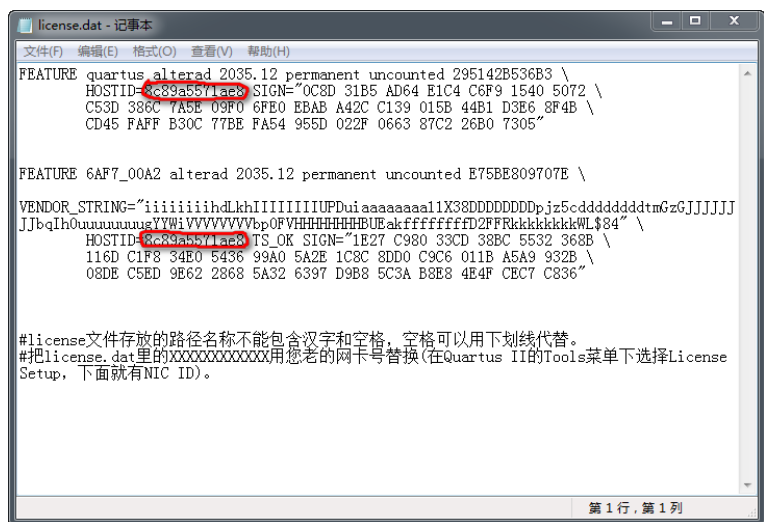 license.dat - 记事本
文件(F) 编辑(E) 格式(O) 查看(V) 帮助(H)
FEATURE quartus alterad 2035.12 permanent uncounted 295142B536B3 \
HOSTID=8c89a5571ae8 SIGN="0C8D 31B5 AD64 E1C4 C6F9 1540 5072 \
C53D 386C 7A5E 09F0 6FE0 EBAB A42C C139 015B 44B1 D3E6 8F4B \
CD45 FAFF B30C 77BE FA54 955D 022F 0663 87C2 26B0 7305"
FEATURE 6AF7_00A2 alterad 2035.12 permanent uncounted E75BE809707E \
VENDOR_STRING="iiiiiiiihdLkhIIIIIIIIUPDuiaaaaaaaa11X38DDDDDDDDpjz5cddddddddtmGzGJJJJJJ
JJbqIh0uuuuuuuugYYWiVVVVVVVVbp0FVHHHHHHHHBUEakffffffffD2FFRkkkkkkkkWL$84" \
HOSTID=8c89a5571ae8 TS_OK SIGN="1E27 C980 33CD 38BC 5532 368B \
116D C1F8 34E0 5436 99A0 5A2E 1C8C 8DD0 C9C6 011B A5A9 932B \
08DE C5ED 9E62 2868 5A32 6397 D9B8 5C3A B8E8 4E4F CEC7 C836"
#license文件存放的路径名称不能包含汉字和空格，空格可以用下划线代替。
#把license.dat里的XXXXXXXXXXXX用您老的网卡号替换(在Quartus II的Tools菜单下选择License
Setup，下面就有NIC ID)。
第 1 行，第 1 列